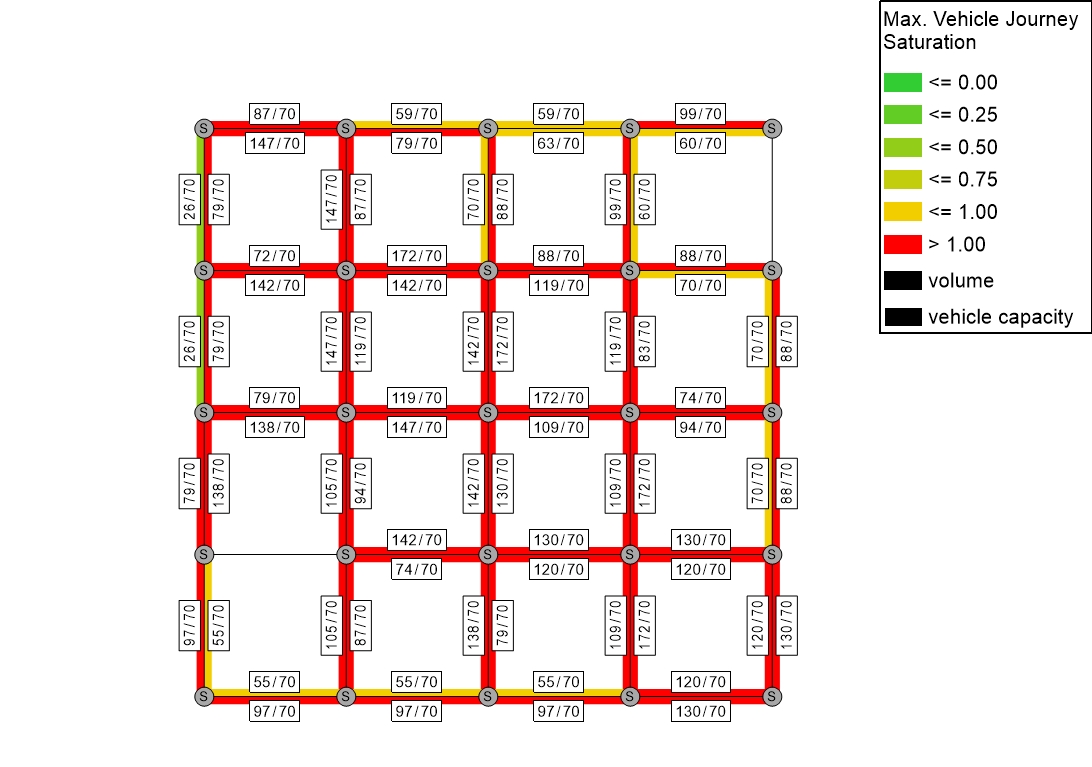 Max. Vehicle Journey
Saturation
<= 0.00
<= 0.25
<= 0.50
<= 0.75
<= 1.00
> 1.00
volume
vehicle capacity
87/70 59/70 59/70 99/70
S S S S S
147/70 79/70 63/70 60/70
26/70 79/70 147/70 87/70 70/70 88/70 99/70 60/70
72/70 172/70 88/70 88/70
S S S S S
142/70 142/70 119/70 70/70
26/70 79/70 147/70 119/70 142/70 172/70 119/70 83/70 70/70 88/70
79/70 119/70 172/70 74/70
S S S S S
138/70 147/70 109/70 94/70
79/70 138/70 105/70 94/70 142/70 130/70 109/70 172/70 70/70 88/70
142/70 130/70 130/70
S S S S S
74/70 120/70 120/70
97/70 55/70 105/70 87/70 138/70 79/70 109/70 172/70 120/70 130/70
55/70 55/70 55/70 120/70
S S S S S
97/70 97/70 97/70 130/70